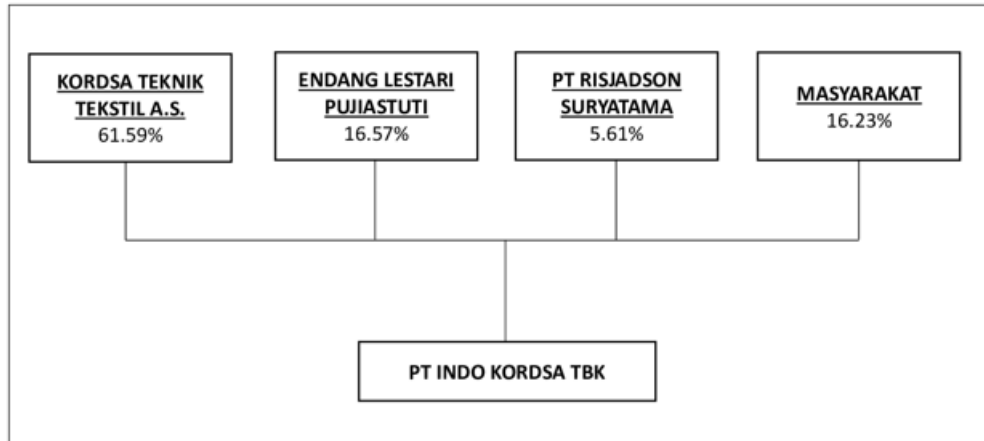 KORDSA TEKNIK
TEKSTIL A.S.
61.59%
ENDANG LESTARI
PUJIASTUTI
16.57%
PT RISJADSON
SURYATAMA
5.61%
MASYARAKAT
16.23%
PT INDO KORDSA TBK